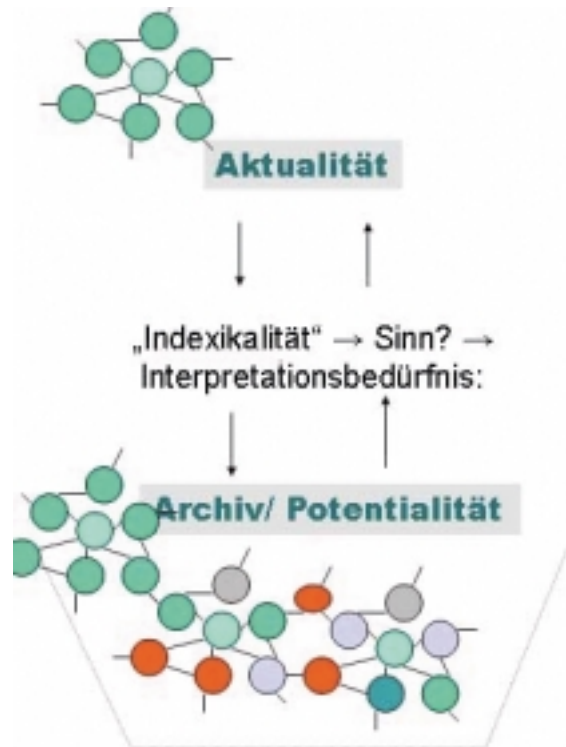 Aktualität
„Indexikalität“ → Sinn? →
Interpretationsbedürfnis:
Archiv/ Potentialität